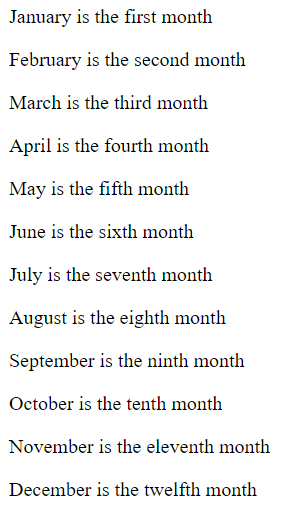 January is the first month
February is the second month
March is the third month
April is the fourth month
May is the fifth month
June is the sixth month
July is the seventh month
August is the eighth month
September is the ninth month
October is the tenth month
November is the eleventh month
December is the twelfth month